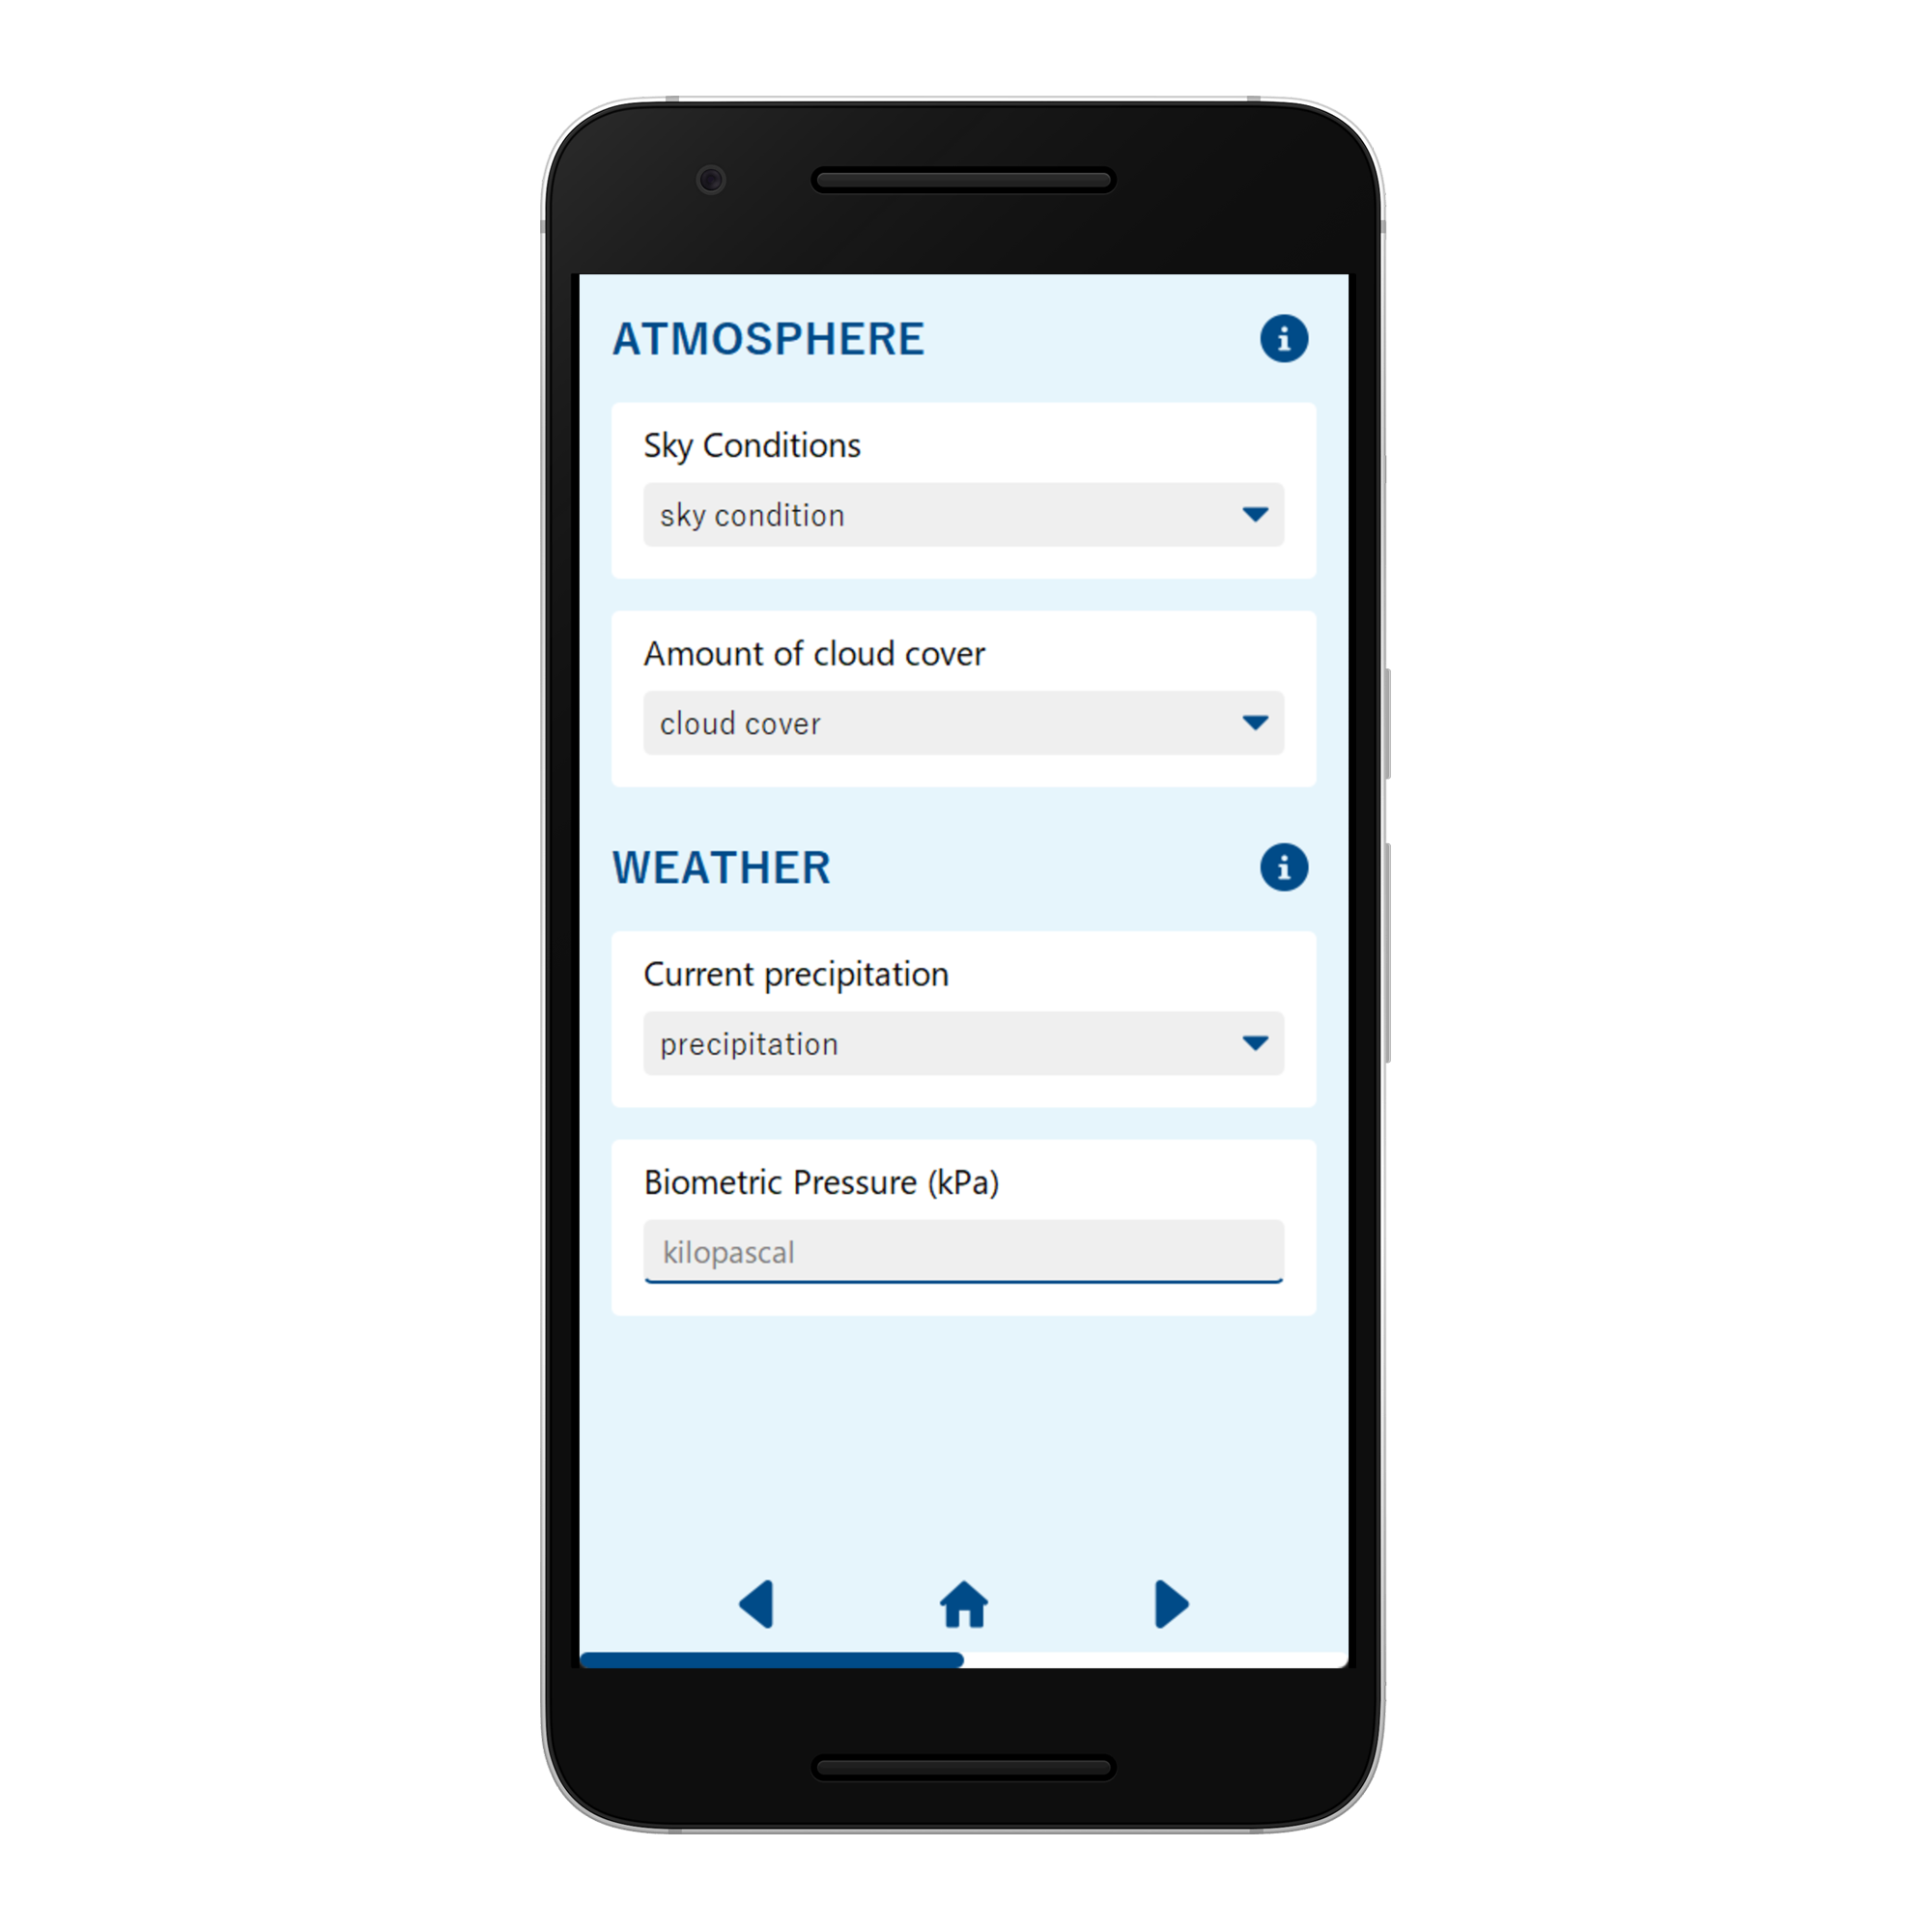 ATMOSPHERE
Sky Conditions
sky condition
Amount of cloud cover
cloud cover
WEATHER
Current precipitation
precipitation
Biometric Pressure (kPa)
kilopascal